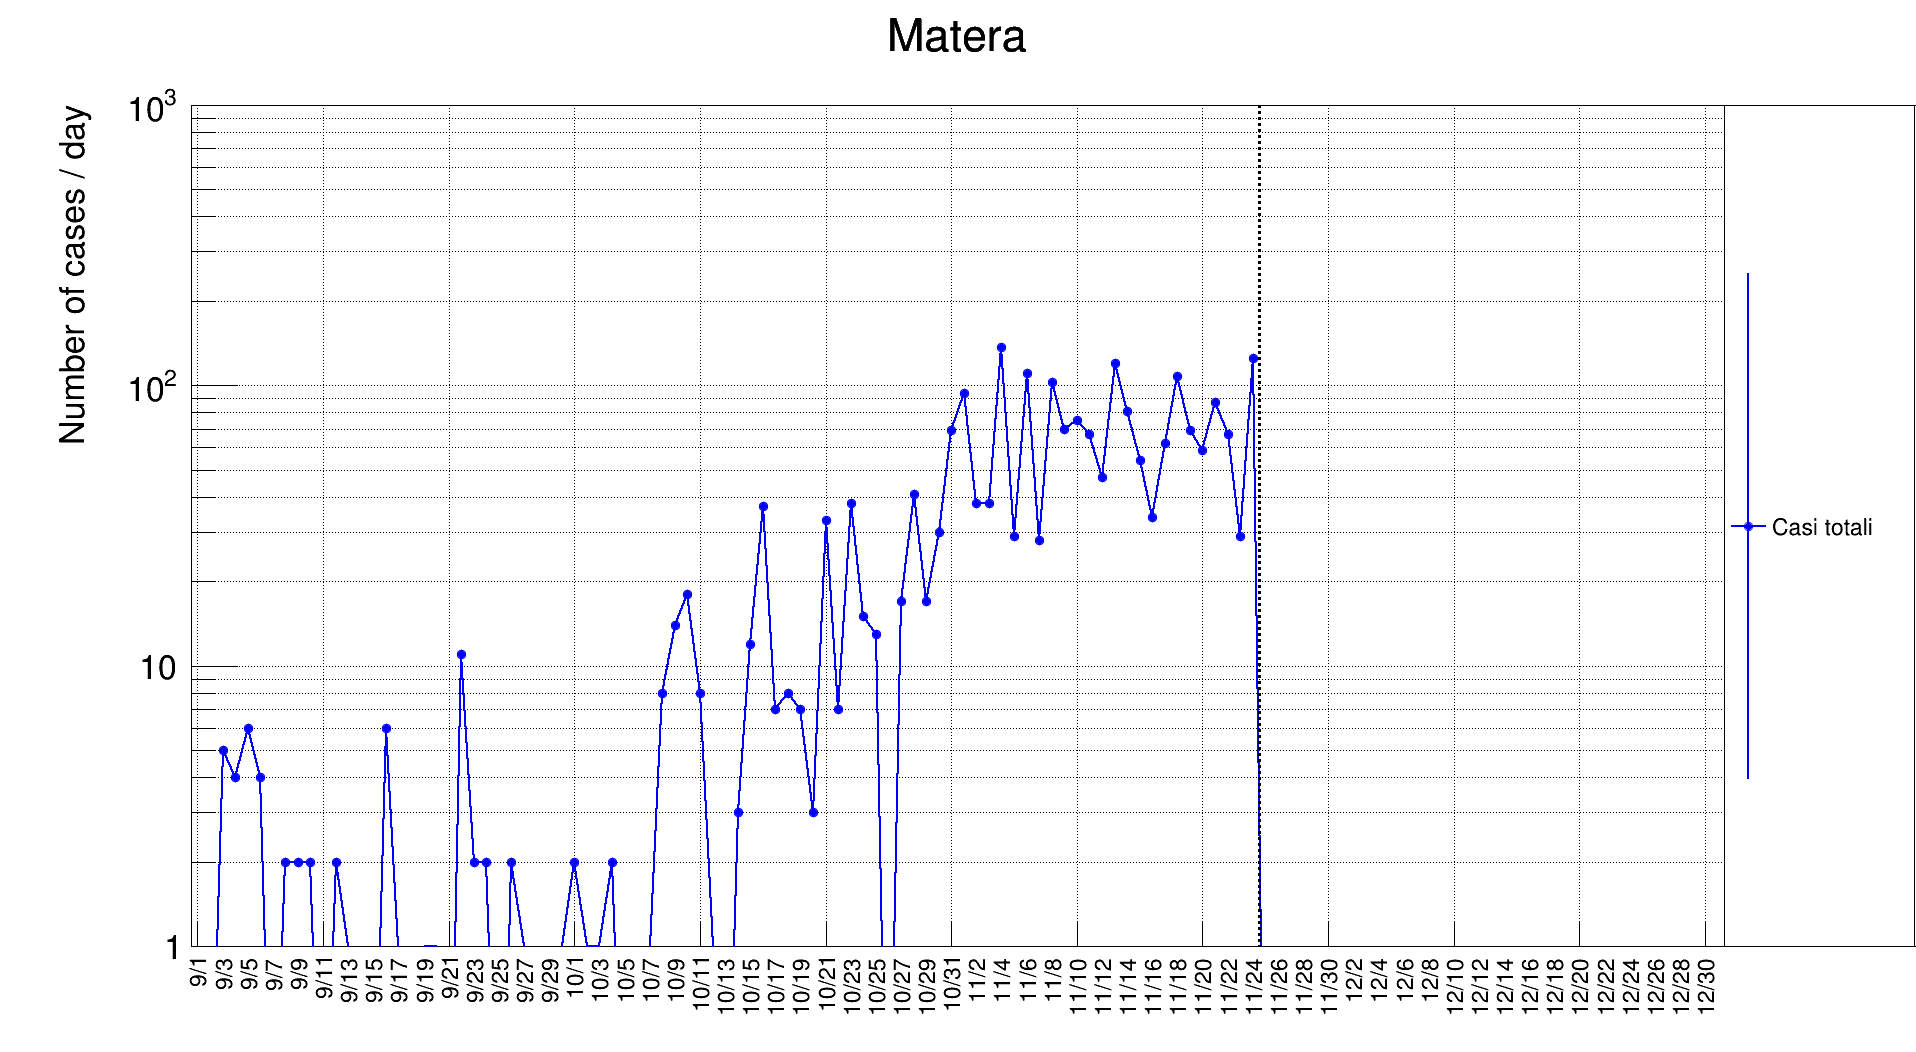 Matera
Number of cases / day
10³
10²
10
1
9/1 9/3 9/5 9/7 9/9 9/11 9/13 9/15 9/17 9/19 9/21 9/23 9/25 9/27 9/29 10/1 10/3 10/5 10/7 10/9 10/11 10/13 10/15 10/17 10/19 10/21 10/23 10/25 10/27 10/29 10/31 11/2 11/4 11/6 11/8 11/10 11/12 11/14 11/16 11/18 11/20 11/22 11/24 11/26 11/28 11/30 12/2 12/4 12/6 12/8 12/10 12/12 12/14 12/16 12/18 12/20 12/22 12/24 12/26 12/28 12/30
Casi totali